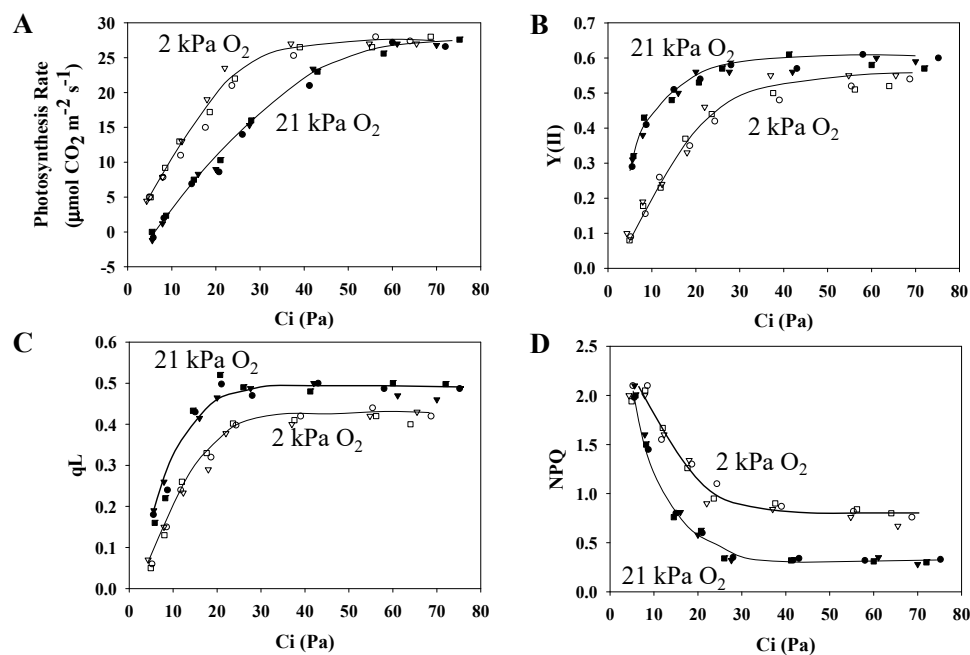 A
Photosynthesis Rate
(µmol CO₂ m⁻² s⁻¹)
35
30
25
20
15
10
5
0
-5
2 kPa O₂
21 kPa O₂
0 10 20 30 40 50 60 70 80
Ci (Pa)
B
Y(II)
0.8
0.7
0.6
0.5
0.4
0.3
0.2
0.1
0.0
21 kPa O₂
2 kPa O₂
0 10 20 30 40 50 60 70 80
Ci (Pa)
C
qL
0.6
0.5
0.4
0.3
0.2
0.1
0.0
21 kPa O₂
2 kPa O₂
0 10 20 30 40 50 60 70 80
Ci (Pa)
D
NPQ
2.5
2.0
1.5
1.0
0.5
0.0
2 kPa O₂
21 kPa O₂
0 10 20 30 40 50 60 70 80
Ci (Pa)